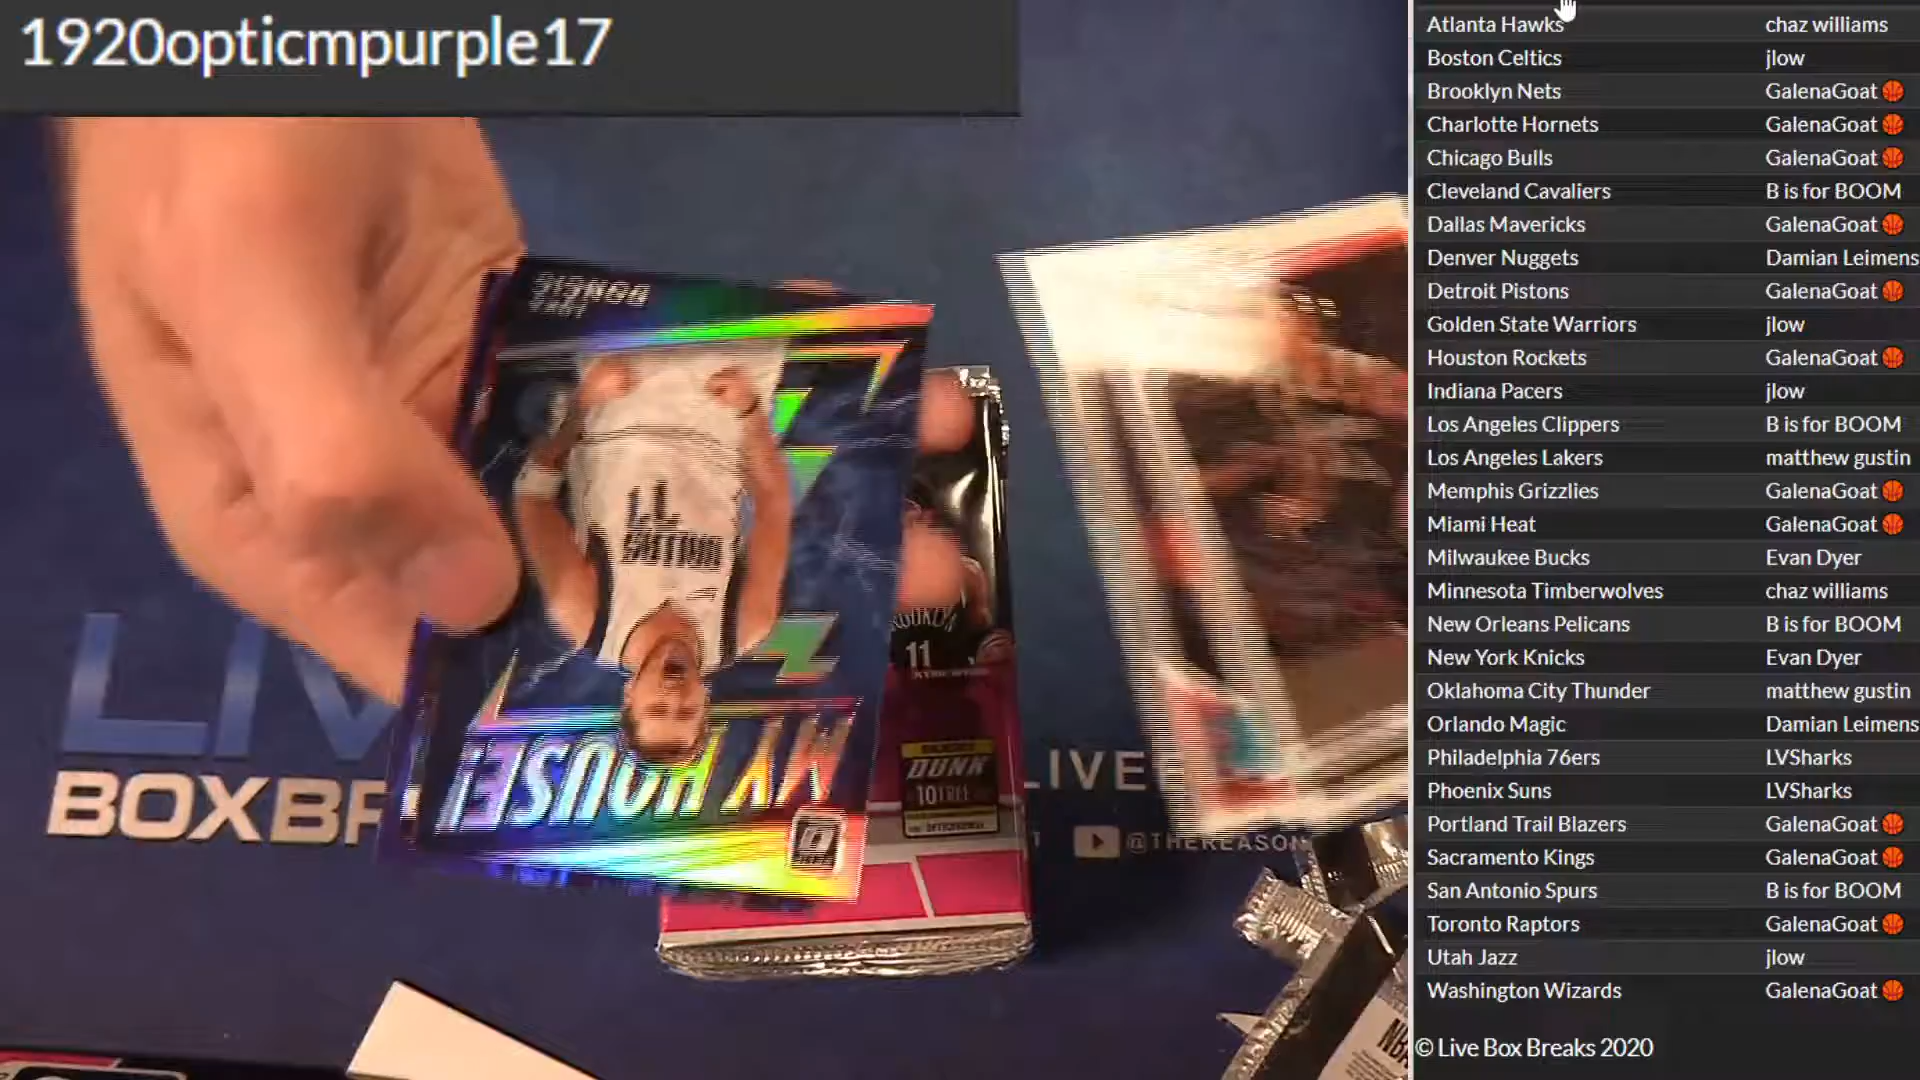 1920opticmpurple17
Atlanta Hawks chaz williams
Boston Celtics jlow
Brooklyn Nets GalenaGoat
Charlotte Hornets GalenaGoat
Chicago Bulls GalenaGoat
Cleveland Cavaliers B is for BOOM
Dallas Mavericks GalenaGoat
Denver Nuggets Damian Leimens
Detroit Pistons GalenaGoat
Golden State Warriors jlow
Houston Rockets GalenaGoat
Indiana Pacers jlow
Los Angeles Clippers B is for BOOM
Los Angeles Lakers matthew gustin
Memphis Grizzlies GalenaGoat
Miami Heat GalenaGoat
Milwaukee Bucks Evan Dyer
Minnesota Timberwolves chaz williams
New Orleans Pelicans B is for BOOM
New York Knicks Evan Dyer
Oklahoma City Thunder matthew gustin
Orlando Magic Damian Leimens
Philadelphia 76ers LVSharks
Phoenix Suns LVSharks
Portland Trail Blazers GalenaGoat
Sacramento Kings GalenaGoat
San Antonio Spurs B is for BOOM
Toronto Raptors GalenaGoat
Utah Jazz jlow
Washington Wizards GalenaGoat
© Live Box Breaks 2020
DONCIC
MY HOUSE
11
DUNK
LIV
BOXBR
LIVE
@THEREASON